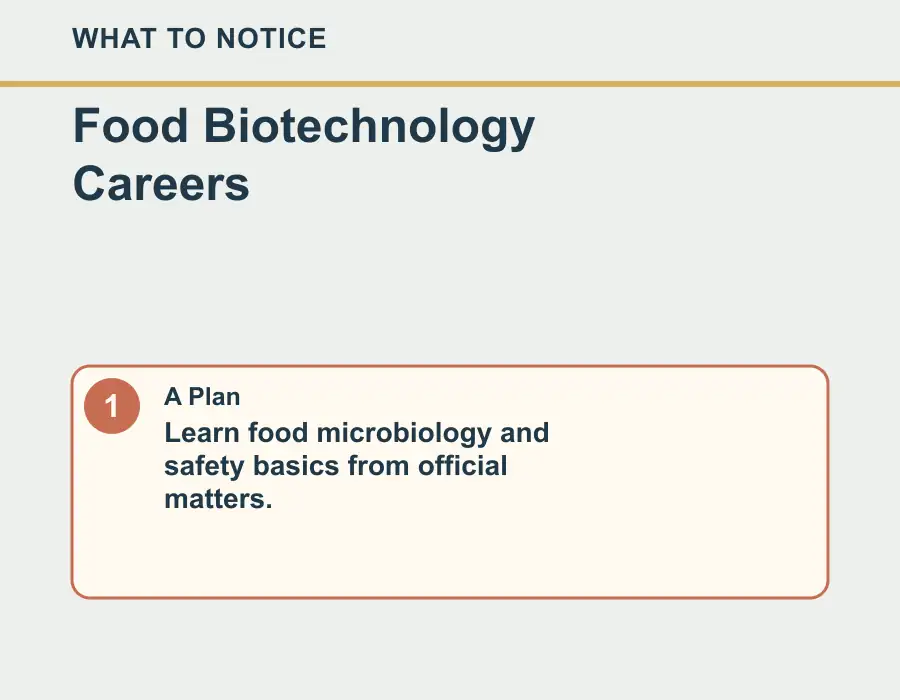 WHAT TO NOTICE
Food Biotechnology
Careers
1
A Plan
Learn food microbiology and
safety basics from official
matters.